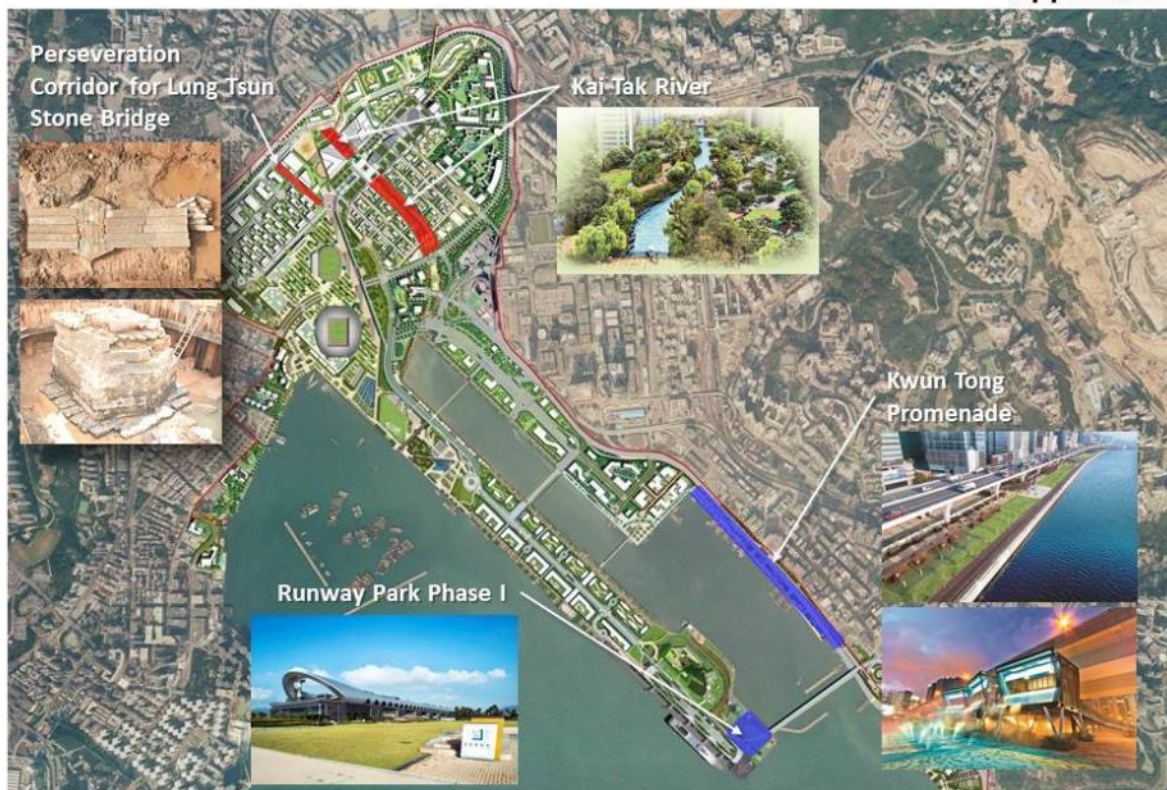 Perseveration
Corridor for Lung Tsun
Stone Bridge
Kai Tak River
Kwun Tong
Promenade
Runway Park Phase I